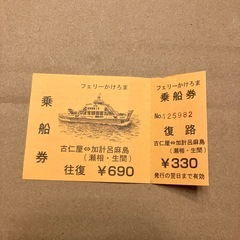 フェリーかけろま
乗船券
古仁屋⇔加計呂麻島
(瀬相・生間)
往復 ¥690
フェリーかけろま
乗船券
No.125982
復路
古仁屋⇔加計呂麻島
(瀬相・生間)
¥330
発行の翌日まで有効